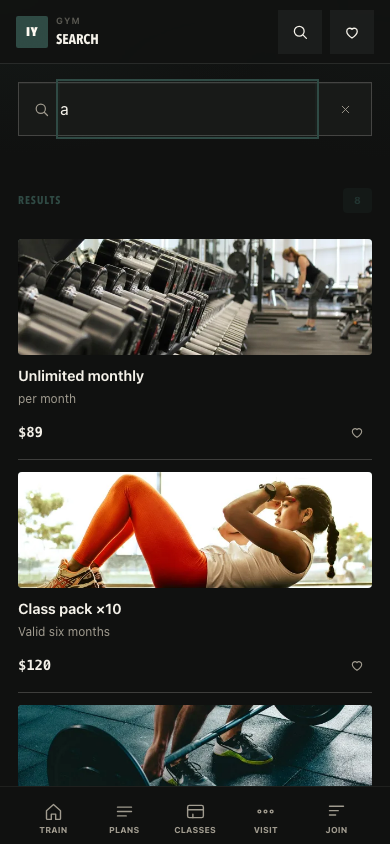 IY
GYM
SEARCH
a
RESULTS
8
Unlimited monthly
per month
$89
Class pack ×10
Valid six months
$120
TRAIN
PLANS
CLASSES
VISIT
JOIN